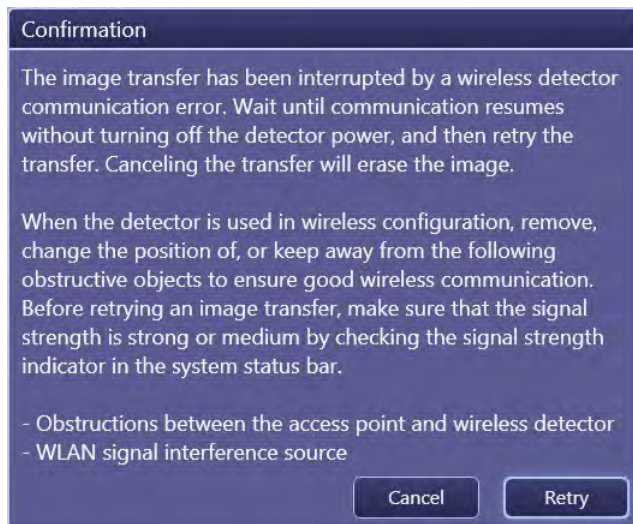 Confirmation
The image transfer has been interrupted by a wireless detector
communication error. Wait until communication resumes
without turning off the detector power, and then retry the
transfer. Canceling the transfer will erase the image.
When the detector is used in wireless configuration, remove,
change the position of, or keep away from the following
obstructive objects to ensure good wireless communication.
Before retrying an image transfer, make sure that the signal
strength is strong or medium by checking the signal strength
indicator in the system status bar.
- Obstructions between the access point and wireless detector
- WLAN signal interference source
Cancel Retry